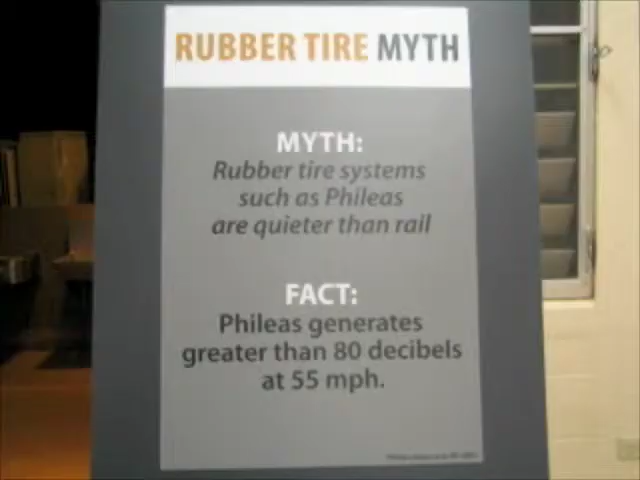 RUBBER TIRE MYTH
MYTH:
Rubber tire systems
such as Phileas
are quieter than rail
FACT:
Phileas generates
greater than 80 decibels
at 55 mph.